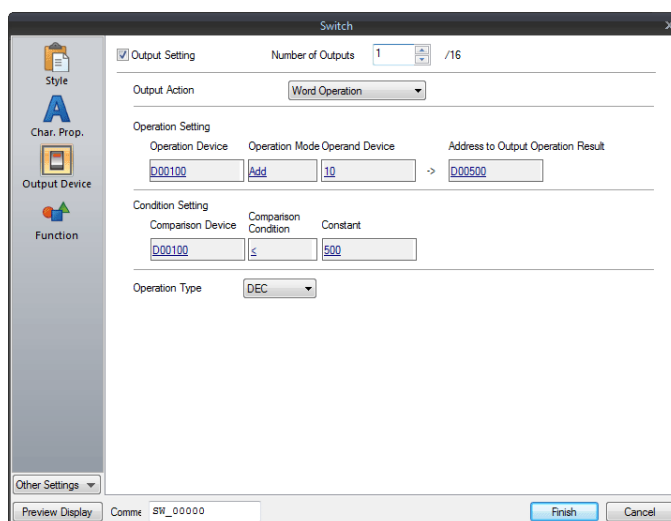 Switch
Style
Char. Prop.
Output Device
Function
Output Setting Number of Outputs 1 /16
Output Action Word Operation
Operation Setting
Operation Device Operation Mode Operand Device Address to Output Operation Result
D00100 Add 10 -> D00500
Condition Setting
Comparison Device Comparison Condition Constant
D00100 < 500
Operation Type DEC
Other Settings
Preview Display Comme SW_00000 Finish Cancel